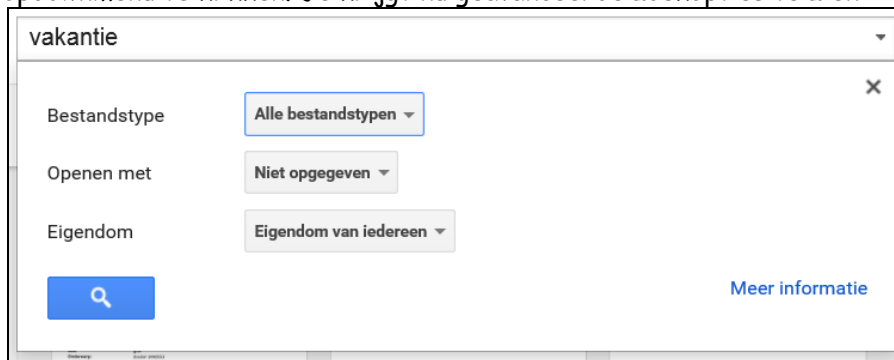 vakantie
Bestandstype Alle bestandstypen
Openen met Niet opgegeven
Eigendom Eigendom van iedereen
Meer informatie